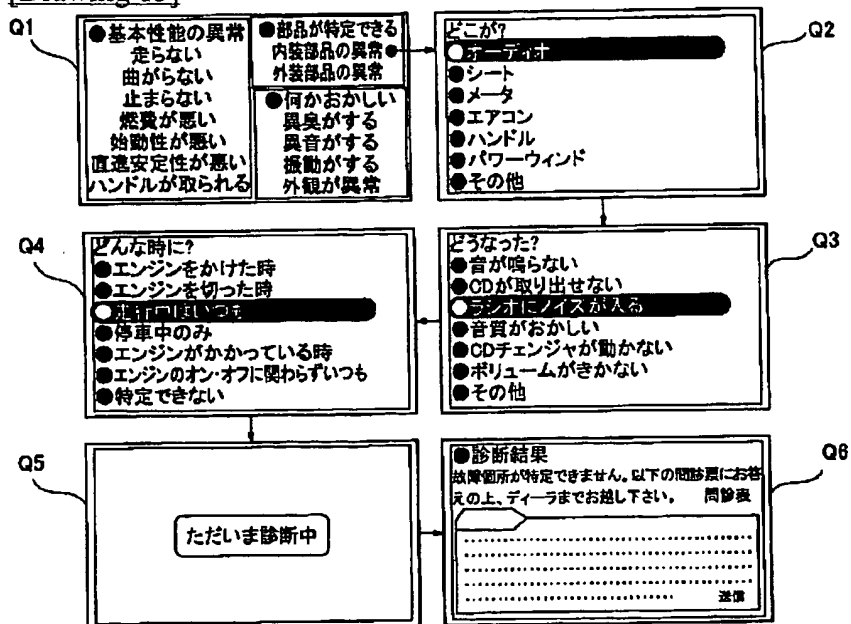 Q1
●基本性能の異常
走らない
曲がらない
止まらない
燃費が悪い
始動性が悪い
直進安定性が悪い
ハンドルが取られる
●部品が特定できる
内装部品の異常●
外装部品の異常
●何かおかしい
異臭がする
異音がする
振動がする
外観が異常
Q2
どこが?
オーディオ
●シート
●メータ
●エアコン
●ハンドル
●パワーウィンド
●その他
Q4
どんな時に?
●エンジンをかけた時
●エンジンを切った時
走行中はいつも
●停車中のみ
●エンジンがかかっている時
●エンジンのオン・オフに関わらずいつも
●特定できない
Q3
どうなった?
●音が鳴らない
●CDが取り出せない
ラジオにノイズが入る
●音質がおかしい
●CDチェンジャが動かない
●ボリュームがきかない
●その他
Q5
ただいま診断中
Q6
●診断結果
故障個所が特定できません。以下の問診票にお答
えの上、ディーラまでお越し下さい。 問診表
送信